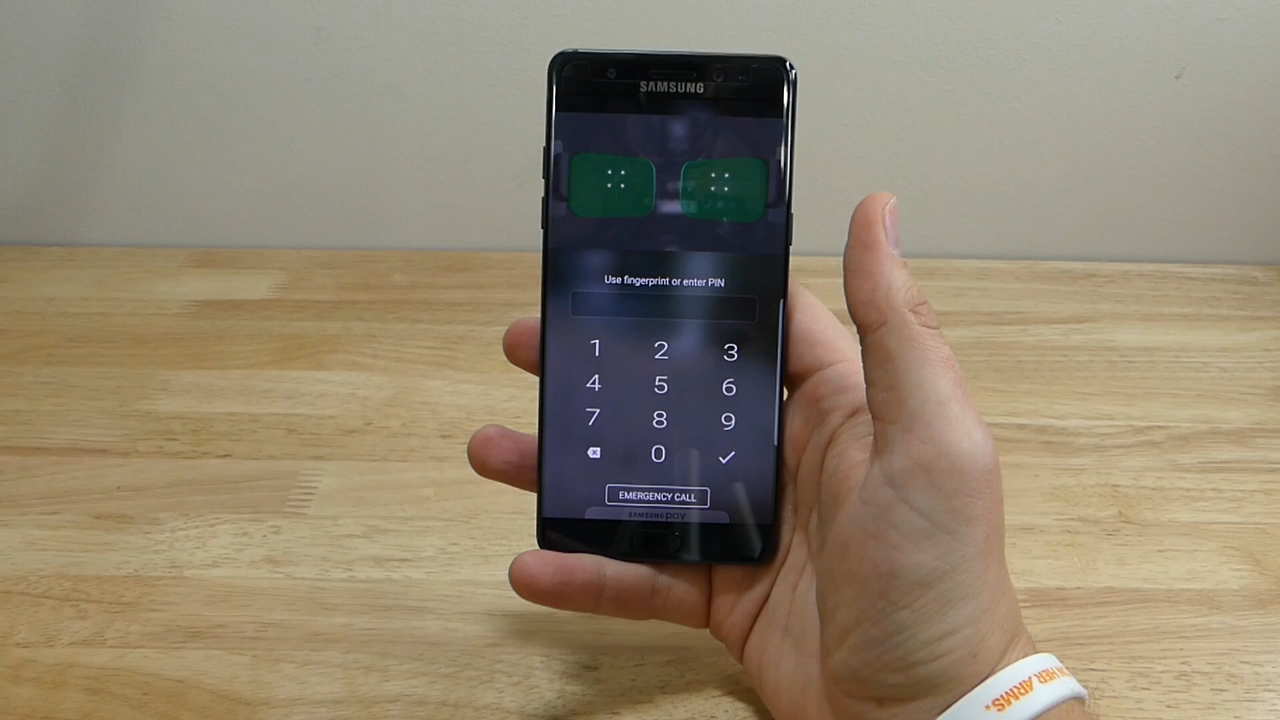 SAMSUNG
Use fingerprint or enter PIN
1 2 3
4 5 6
7 8 9
0
EMERGENCY CALL
SAMSUNG pay
HER ARMS.